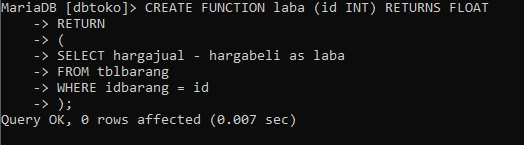 MariaDB [dbtoko]> CREATE FUNCTION laba (id INT) RETURNS FLOAT
    -> RETURN
    -> (
    -> SELECT hargajual - hargabeli as laba
    -> FROM tblbarang
    -> WHERE idbarang = id
    -> );
Query OK, 0 rows affected (0.007 sec)